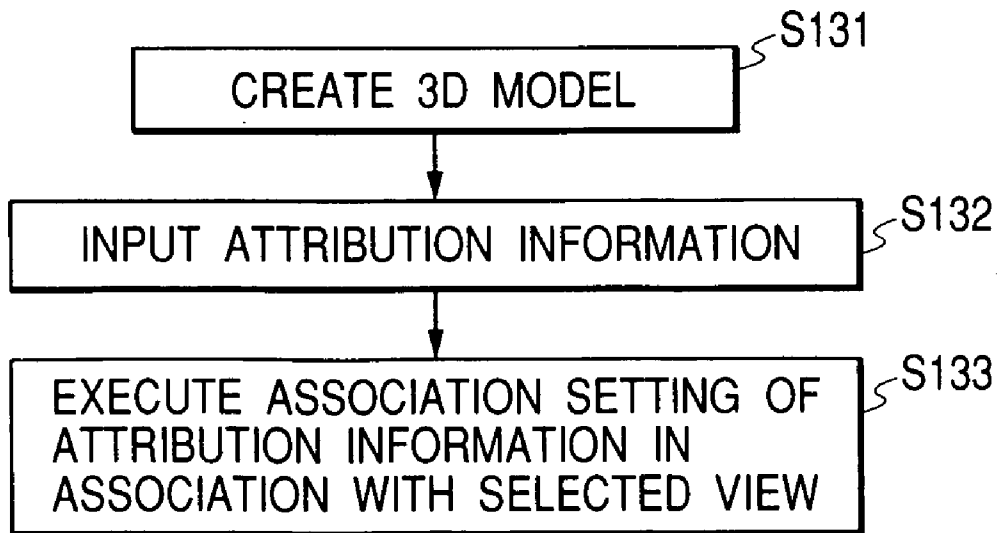 S131
CREATE 3D MODEL
S132
INPUT ATTRIBUTION INFORMATION
S133
EXECUTE ASSOCIATION SETTING OF
ATTRIBUTION INFORMATION IN
ASSOCIATION WITH SELECTED VIEW